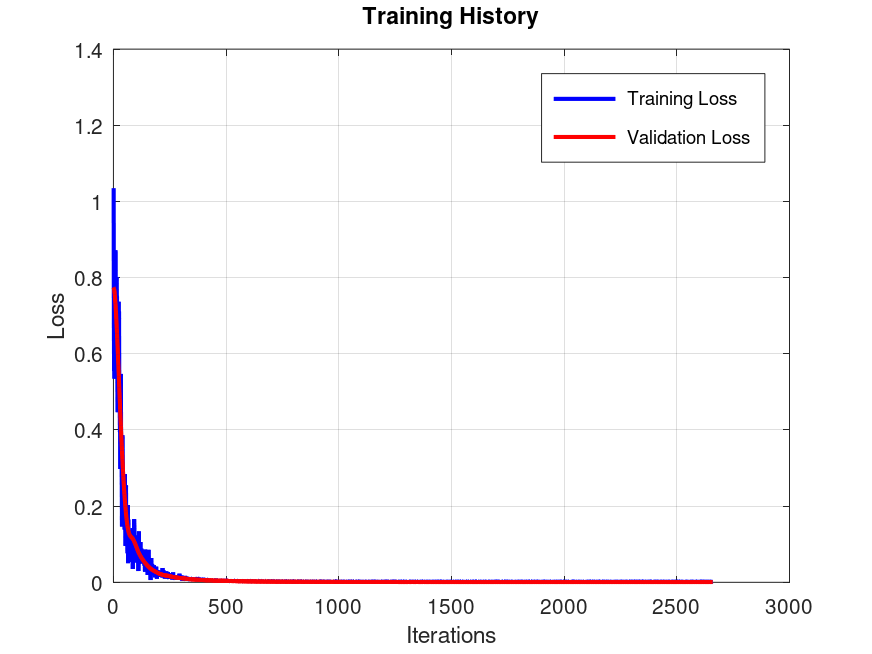 Training History
1.4
1.2
1
0.8
0.6
0.4
0.2
0
Loss
Training Loss
Validation Loss
0 500 1000 1500 2000 2500 3000
Iterations